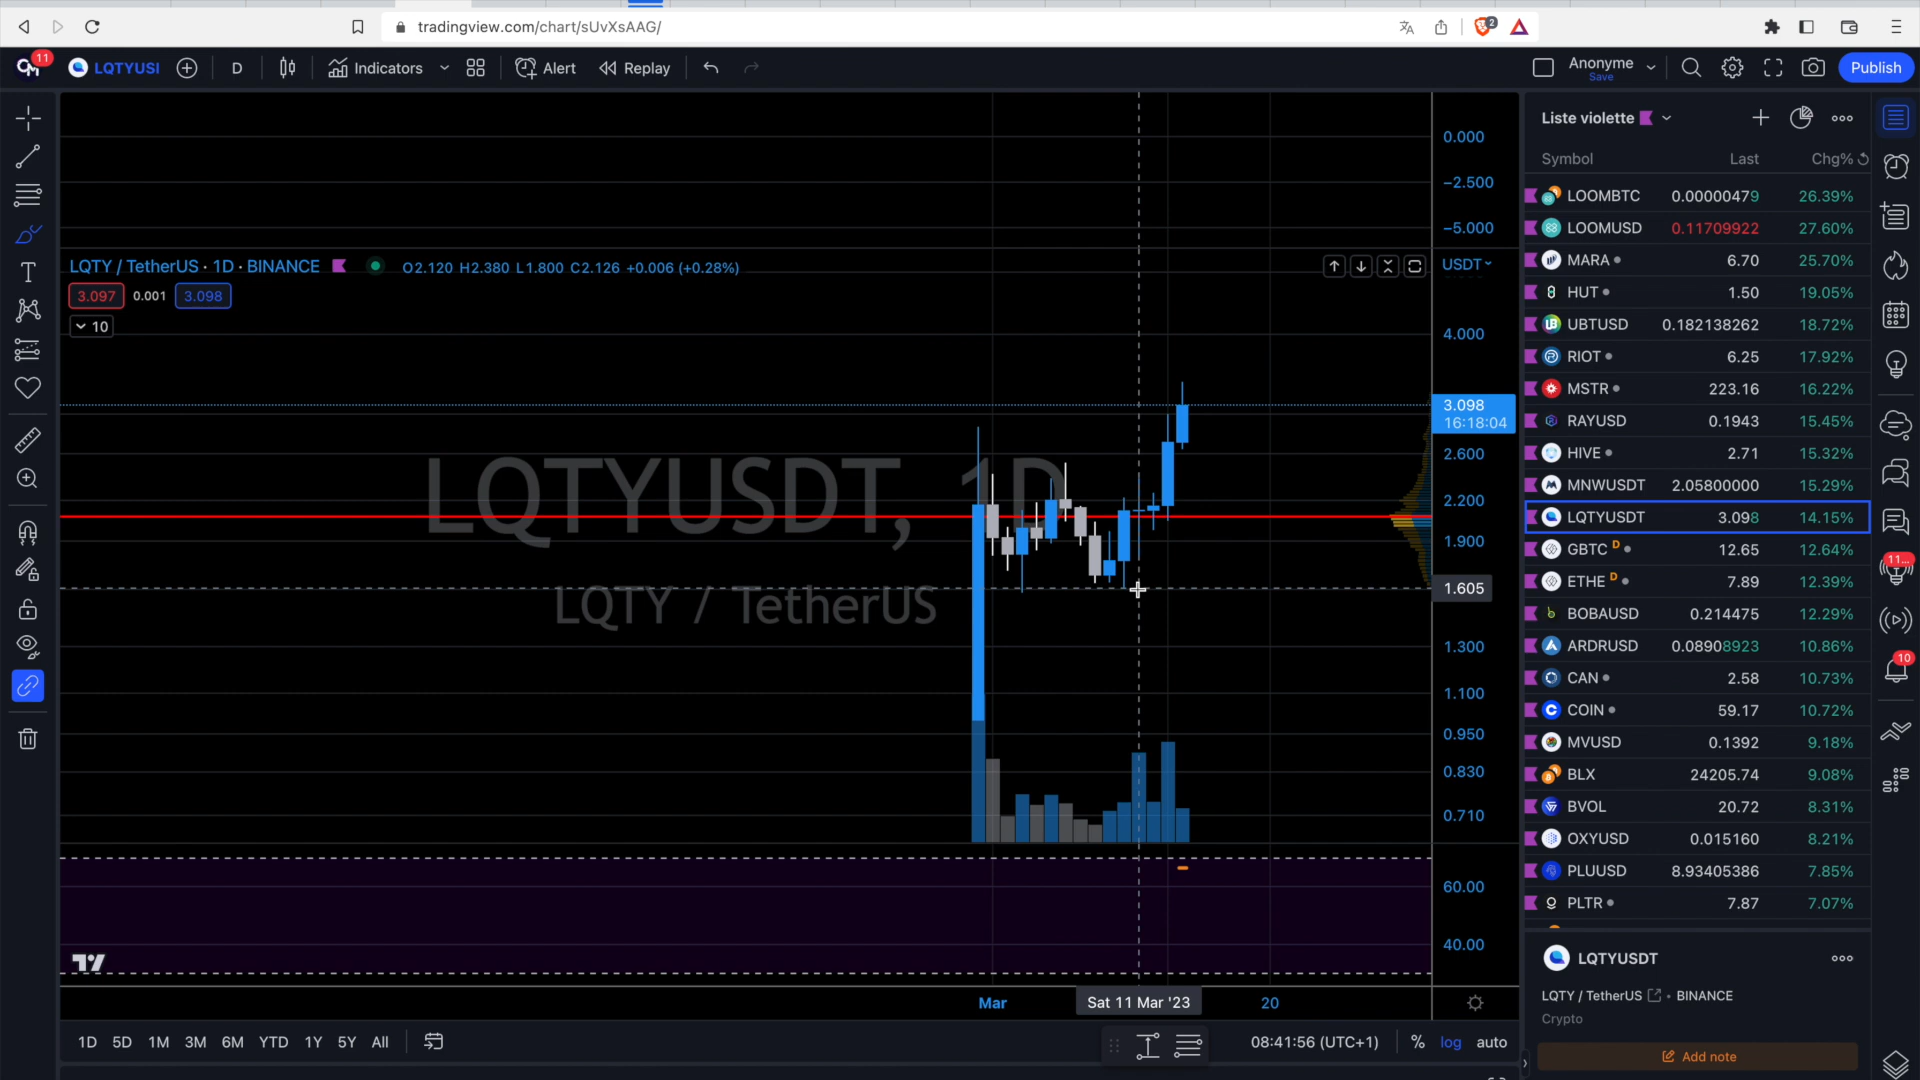 tradingview.com/chart/sUvXsAAG/
2
11
LQTYUSI
D
Indicators
Alert
Replay
Anonyme
Save
Publish
LQTY / TetherUS · 1D · BINANCE
O2.120 H2.380 L1.800 C2.126 +0.006 (+0.28%)
3.097
0.001
3.098
10
LQTYUSDT, 1D
LQTY / TetherUS
0.000
−2.500
−5.000
USDT
4.000
3.098
16:18:04
2.600
2.200
1.900
1.605
1.300
1.100
0.950
0.830
0.710
60.00
40.00
Mar
Sat 11 Mar '23
20
1D 5D 1M 3M 6M YTD 1Y 5Y All
08:41:56 (UTC+1)
% log auto
Liste violette
Symbol Last Chg%
LOOMBTC 0.00000479 26.39%
LOOMUSD 0.11709922 27.60%
MARA 6.70 25.70%
HUT 1.50 19.05%
UBTUSD 0.182138262 18.72%
RIOT 6.25 17.92%
MSTR 223.16 16.22%
RAYUSD 0.1943 15.45%
HIVE 2.71 15.32%
MNWUSDT 2.05800000 15.29%
LQTYUSDT 3.098 14.15%
GBTC D 12.65 12.64%
ETHE D 7.89 12.39%
BOBAUSD 0.214475 12.29%
ARDRUSD 0.08908923 10.86%
CAN 2.58 10.73%
COIN 59.17 10.72%
MVUSD 0.1392 9.18%
BLX 24205.74 9.08%
BVOL 20.72 8.31%
OXYUSD 0.015160 8.21%
PLUUSD 8.93405386 7.85%
PLTR 7.87 7.07%
LQTYUSDT
LQTY / TetherUS • BINANCE
Crypto
Add note
11...
10